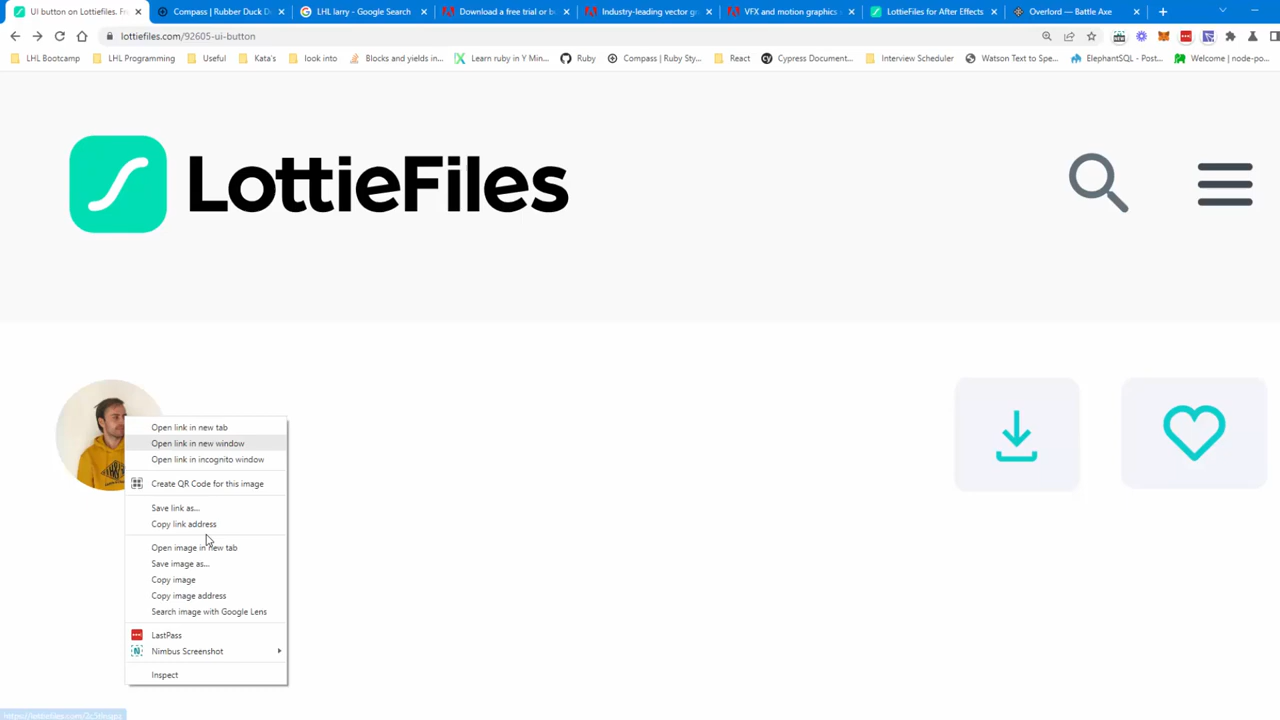 UI button on Lottiefiles. Fr
Compass | Rubber Duck D
LHL larry - Google Search
Download a free trial or b
Industry-leading vector g
VFX and motion graphics
LottieFiles for After Effects
Overlord — Battle Axe
lottiefiles.com/92605-ui-button
LHL Bootcamp
LHL Programming
Useful
Kata's
look into
Blocks and yields in...
Learn ruby in Y Min...
Ruby
Compass | Ruby Sty...
React
Cypress Document...
Interview Scheduler
Watson Text to Spe...
ElephantSQL - Post...
Welcome | node-po...
LottieFiles
Open link in new tab
Open link in new window
Open link in incognito window
Create QR Code for this image
Save link as...
Copy link address
Open image in new tab
Save image as...
Copy image
Copy image address
Search image with Google Lens
LastPass
Nimbus Screenshot
Inspect